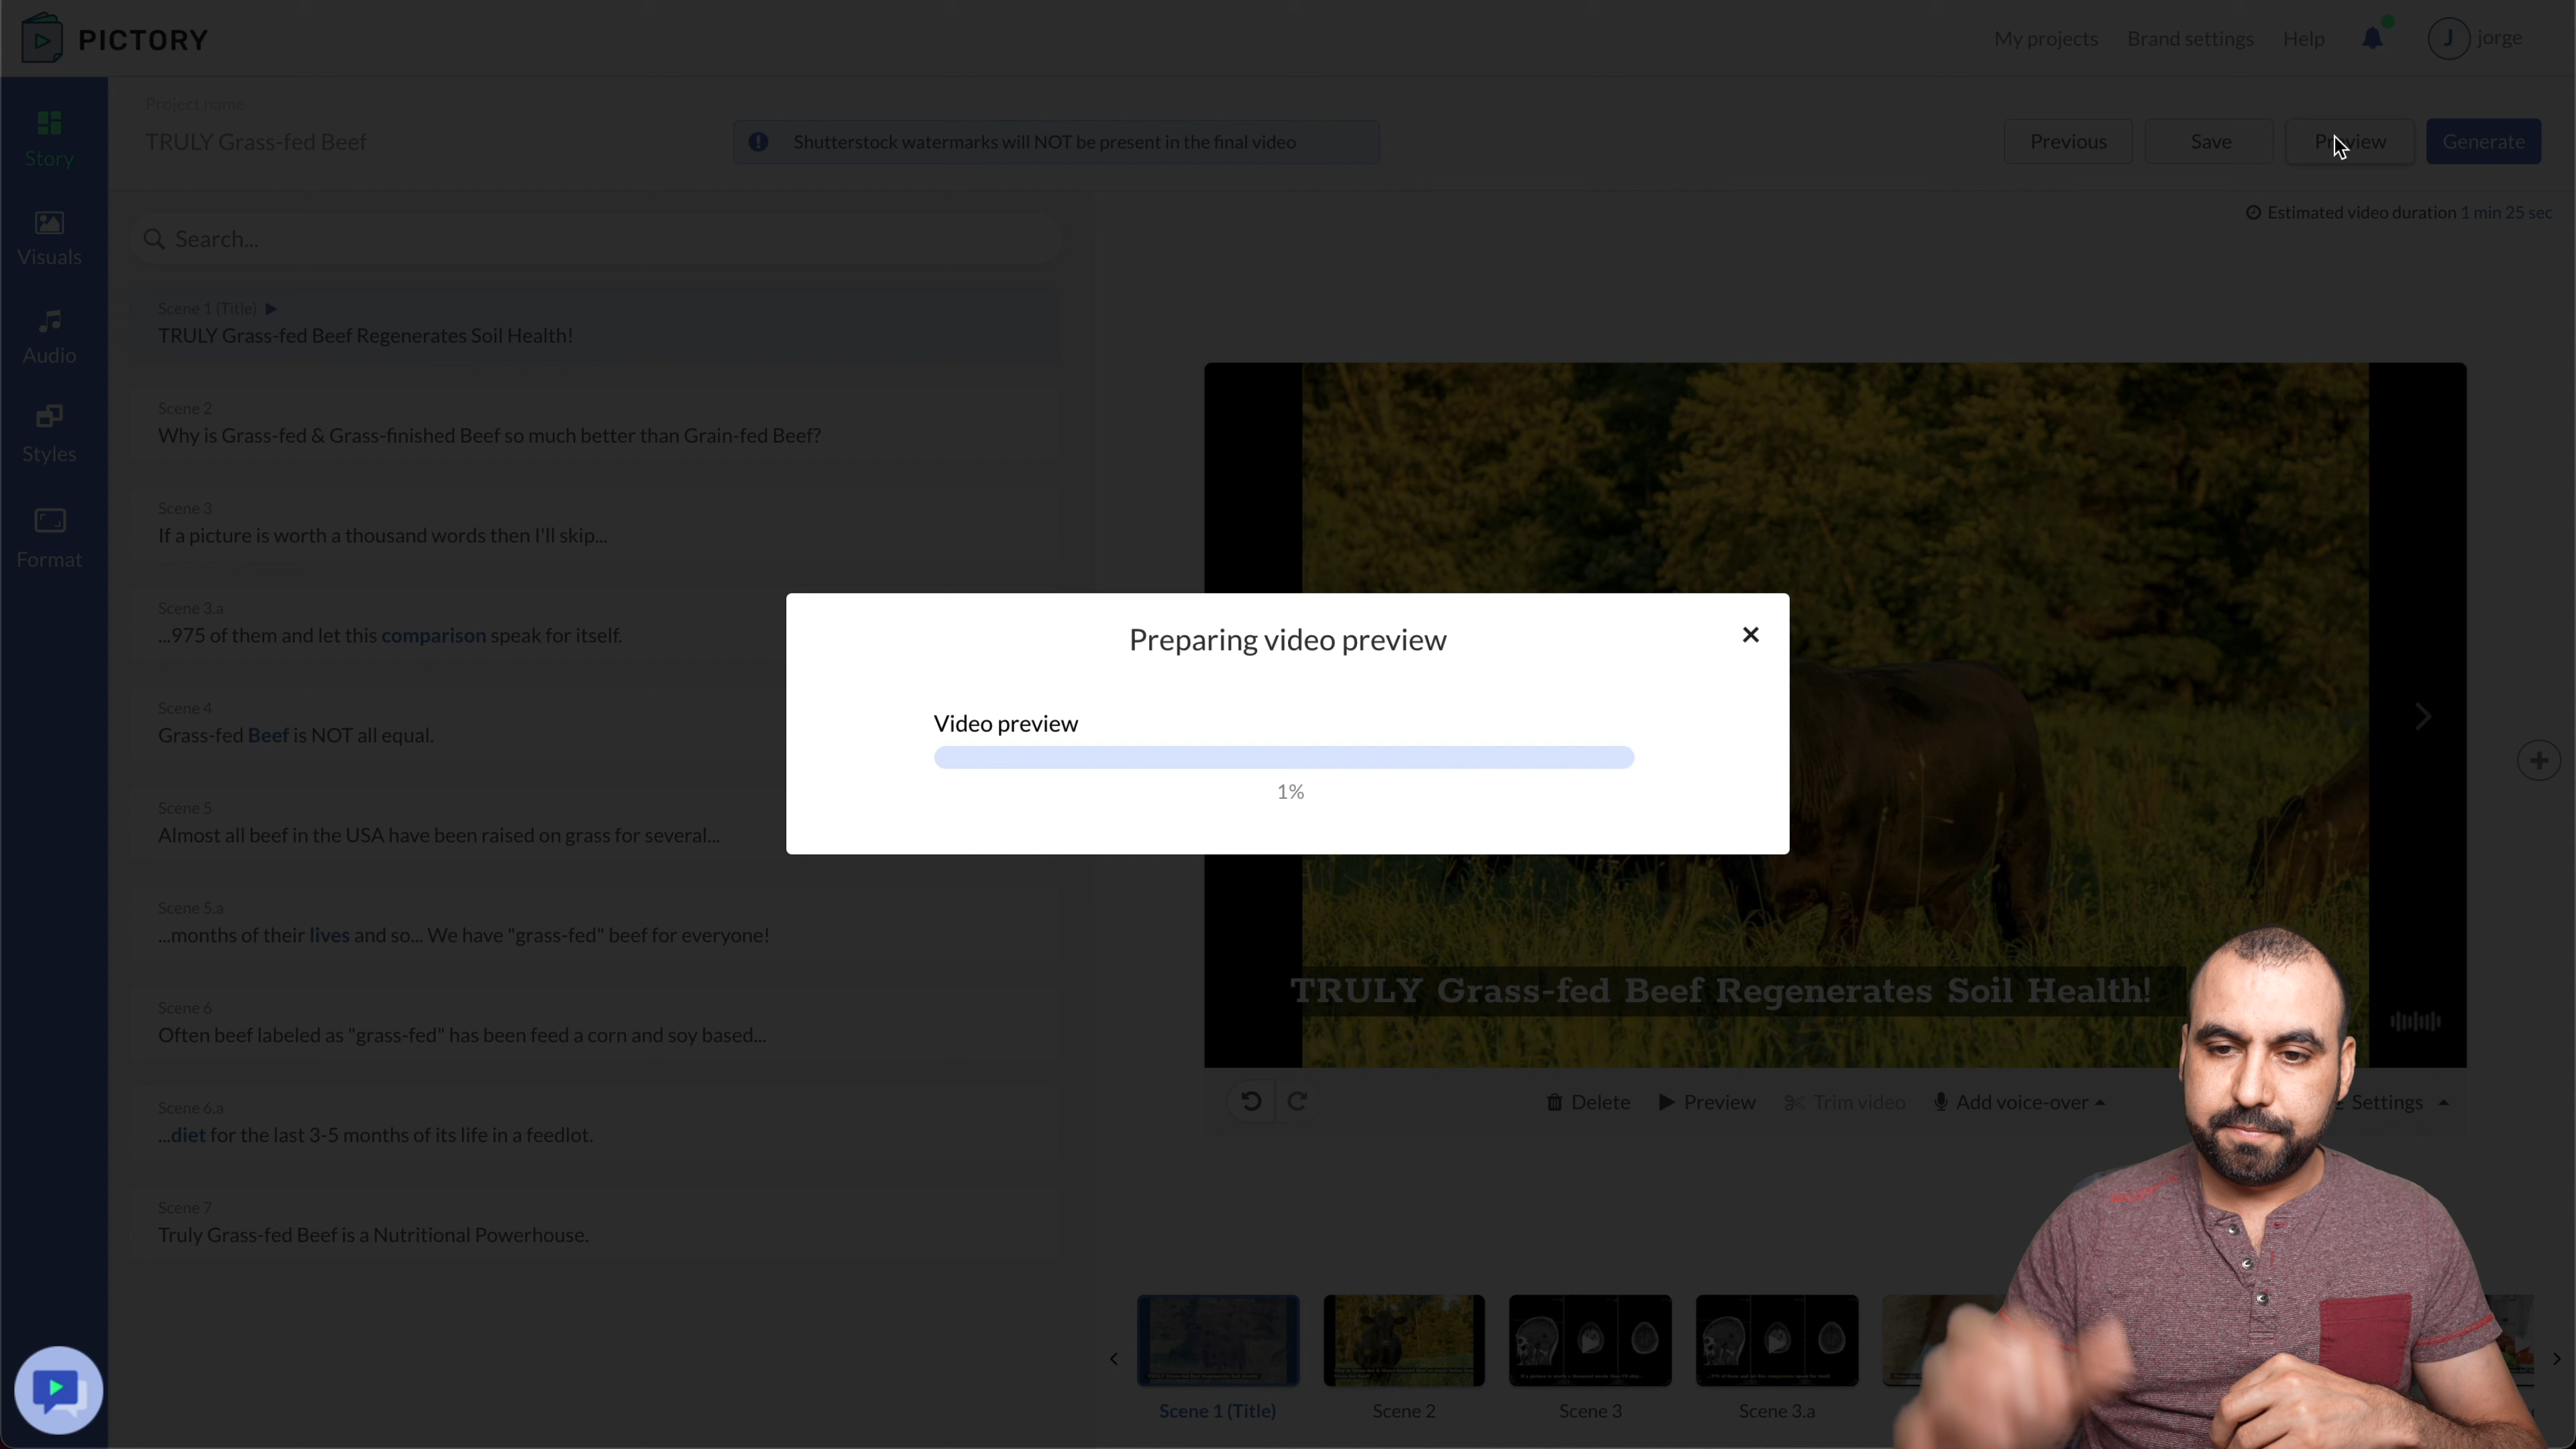 PICTORY
My projects
Brand settings
Help
J
jorge
Project name
TRULY Grass-fed Beef
Shutterstock watermarks will NOT be present in the final video
Previous
Save
Preview
Generate
Story
Visuals
Audio
Styles
Format
Estimated video duration 1 min 25 sec
Search...
Scene 1 (Title)
TRULY Grass-fed Beef Regenerates Soil Health!
Scene 2
Why is Grass-fed & Grass-finished Beef so much better than Grain-fed Beef?
Scene 3
If a picture is worth a thousand words then I'll skip...
Scene 3.a
...975 of them and let this comparison speak for itself.
Scene 4
Grass-fed Beef is NOT all equal.
Scene 5
Almost all beef in the USA have been raised on grass for several...
Scene 5.a
...months of their lives and so... We have "grass-fed" beef for everyone!
Scene 6
Often beef labeled as "grass-fed" has been feed a corn and soy based...
Scene 6.a
...diet for the last 3-5 months of its life in a feedlot.
Scene 7
Truly Grass-fed Beef is a Nutritional Powerhouse.
Preparing video preview
Video preview
1%
TRULY Grass-fed Beef Regenerates Soil Health!
Delete
Preview
Trim video
Add voice-over
Settings
Scene 1 (Title)
Scene 2
Scene 3
Scene 3.a